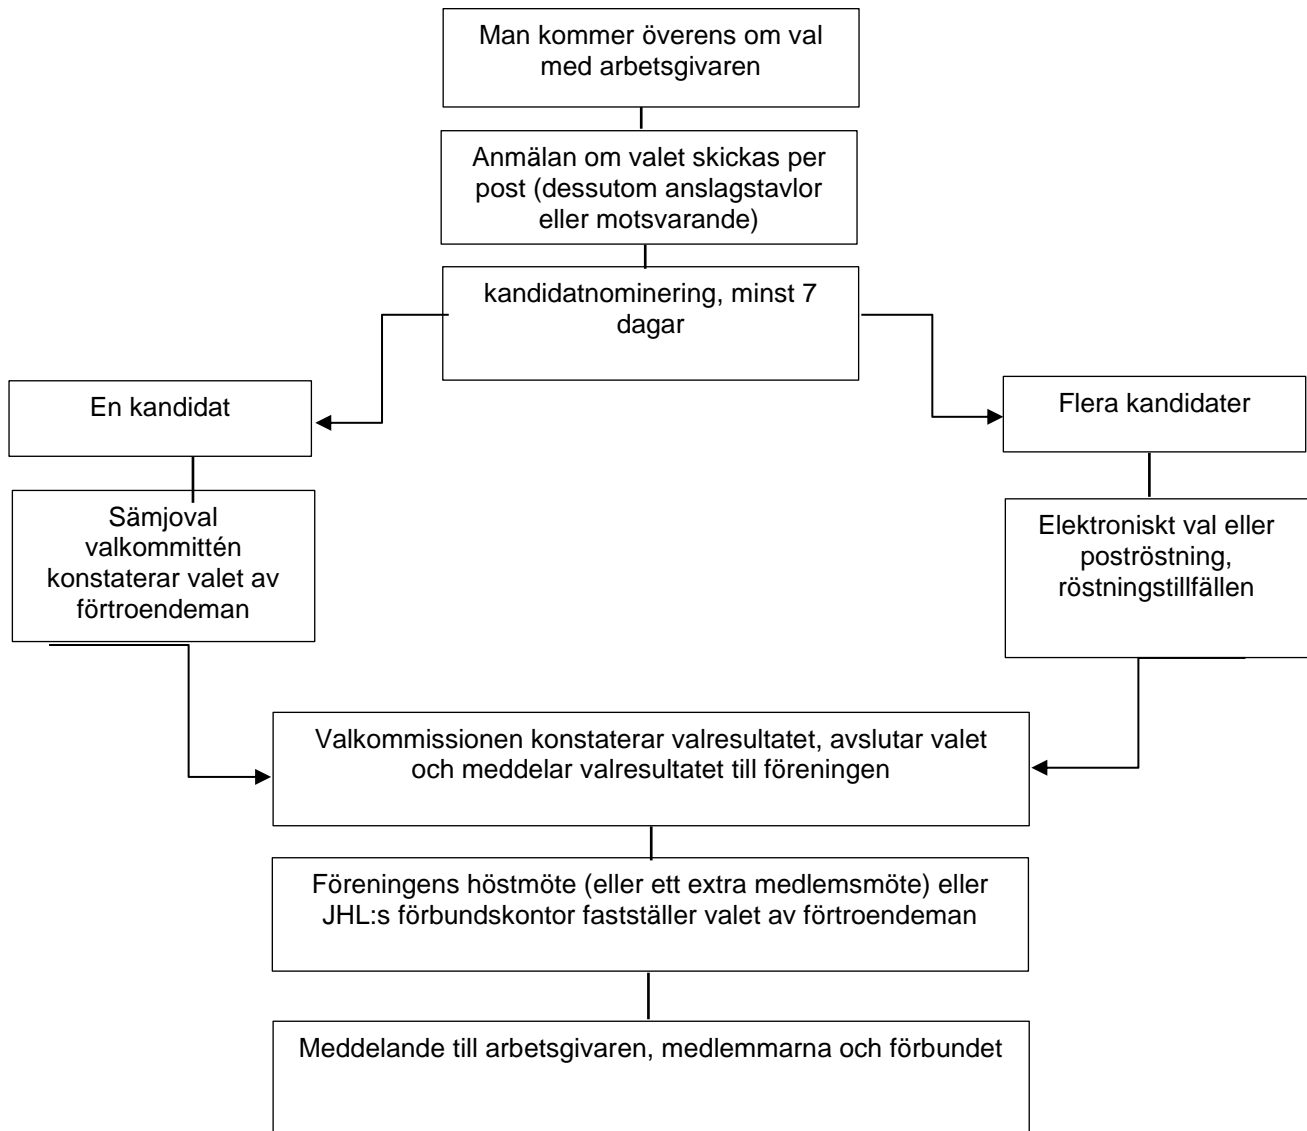 Man kommer överens om val
med arbetsgivaren
Anmälan om valet skickas per
post (dessutom anslagstavlor
eller motsvarande)
kandidatnominering, minst 7
dagar
En kandidat
Flera kandidater
Sämjoval
valkommittén
konstaterar valet av
förtroendeman
Elektroniskt val eller
poströstning,
röstningstillfällen
Valkommissionen konstaterar valresultatet, avslutar valet
och meddelar valresultatet till föreningen
Föreningens höstmöte (eller ett extra medlemsmöte) eller
JHL:s förbundskontor fastställer valet av förtroendeman
Meddelande till arbetsgivaren, medlemmarna och förbundet